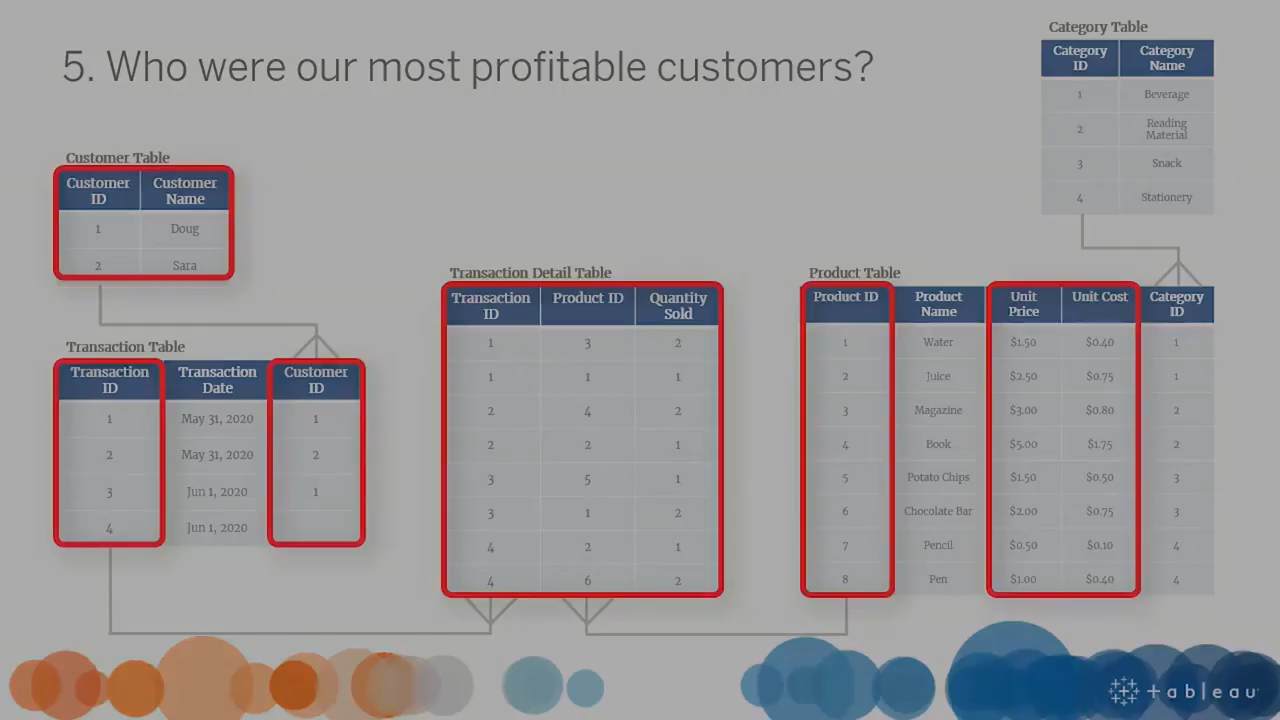 5. Who were our most profitable customers?
Category Table
Category ID Category Name
1 Beverage
2 Reading Material
3 Snack
4 Stationery
Customer Table
Customer ID Customer Name
1 Doug
2 Sara
Transaction Table
Transaction ID Transaction Date Customer ID
1 May 31, 2020 1
2 May 31, 2020 2
3 Jun 1, 2020 1
4 Jun 1, 2020
Transaction Detail Table
Transaction ID Product ID Quantity Sold
1 3 2
1 1 1
2 4 2
2 2 1
3 5 1
3 1 2
4 2 1
4 6 2
Product Table
Product ID Product Name Unit Price Unit Cost Category ID
1 Water $1.50 $0.40 1
2 Juice $2.50 $0.75 1
3 Magazine $3.00 $0.80 2
4 Book $5.00 $1.75 2
5 Potato Chips $1.50 $0.50 3
6 Chocolate Bar $2.00 $0.75 3
7 Pencil $0.50 $0.10 4
8 Pen $1.00 $0.40 4
tableau